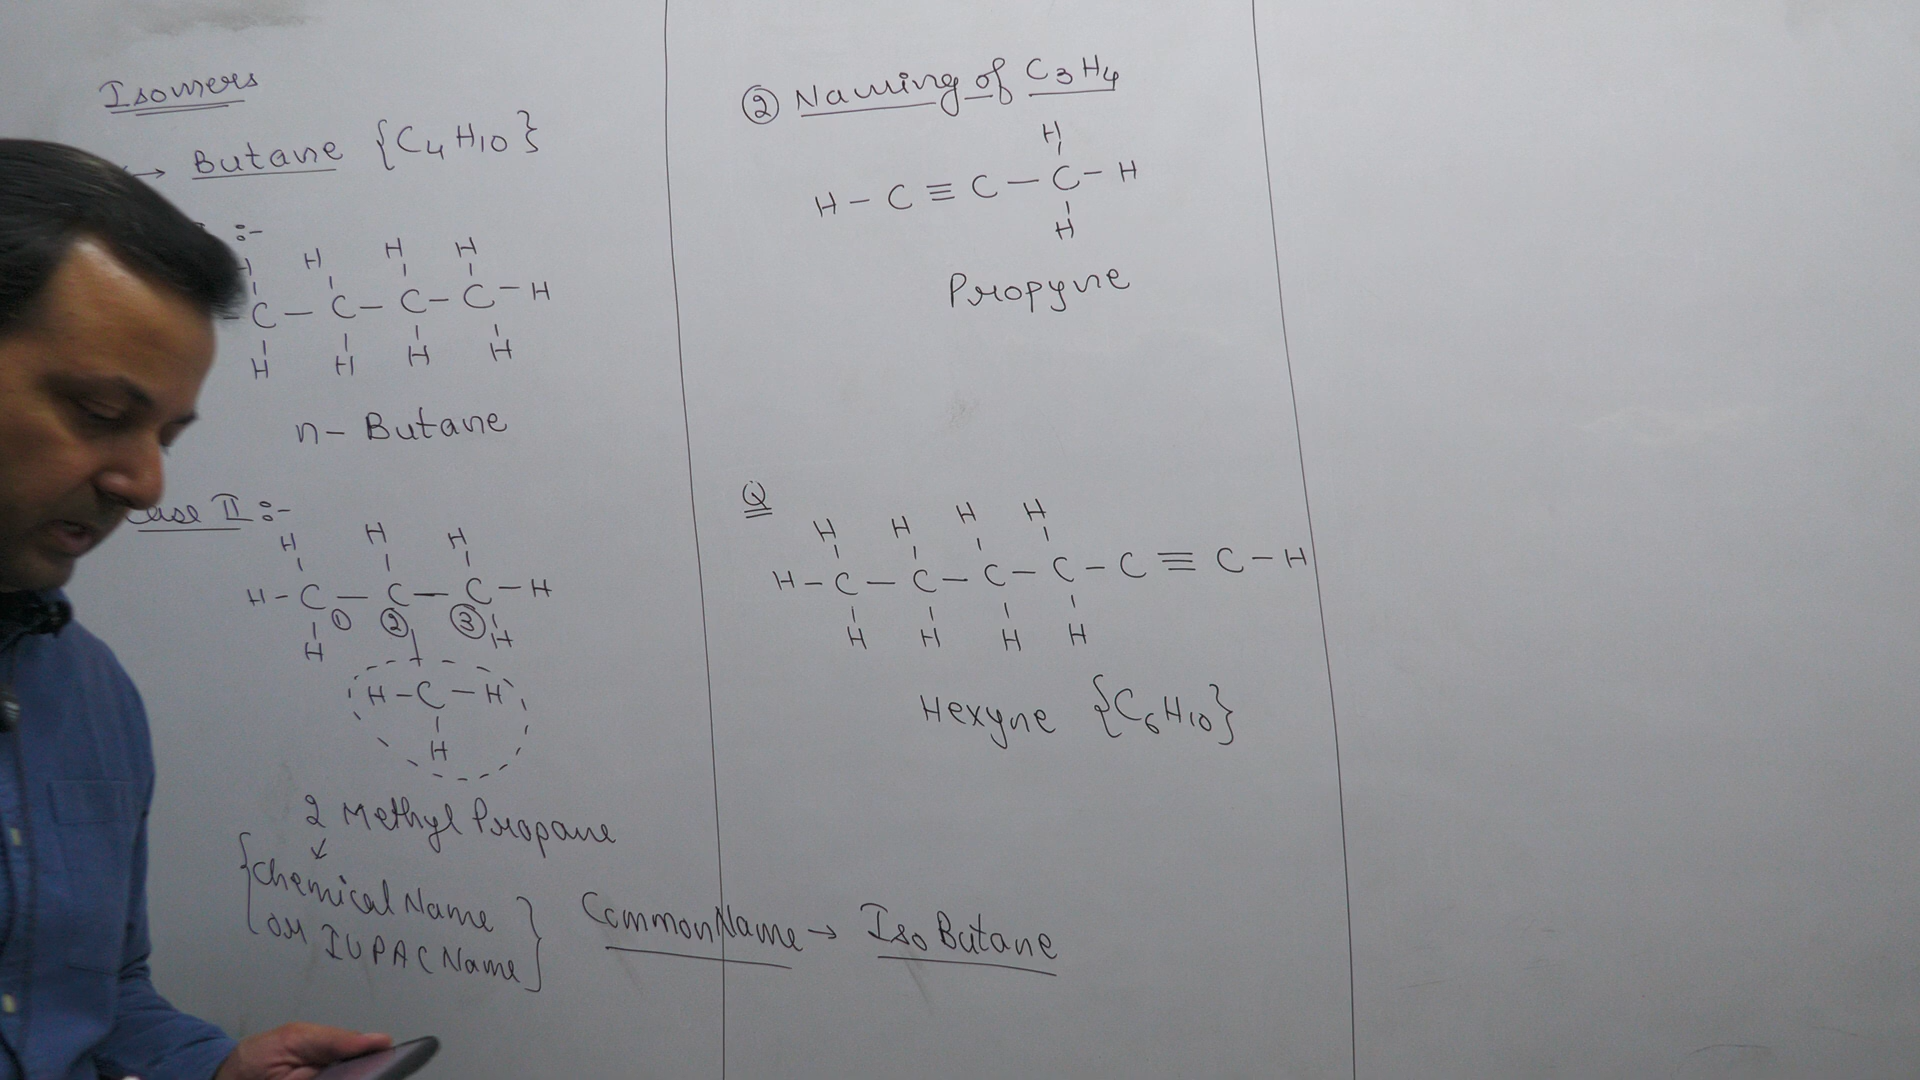 Isomers
→ Butane {C4H10}
:-
H H H H
C – C – C – C – H
H H H H
n- Butane
Case II :-
H H H
H – C – C – C – H
① ② ③
H H
H – C – H
H
2 Methyl Propane
{Chemical Name
or IUPAC Name}
Common Name → Iso Butane
② Naming of C3H4
H
H – C ≡ C – C – H
H
Propyne
Q
H H H H
H – C – C – C – C – C ≡ C – H
H H H H
Hexyne {C6H10}